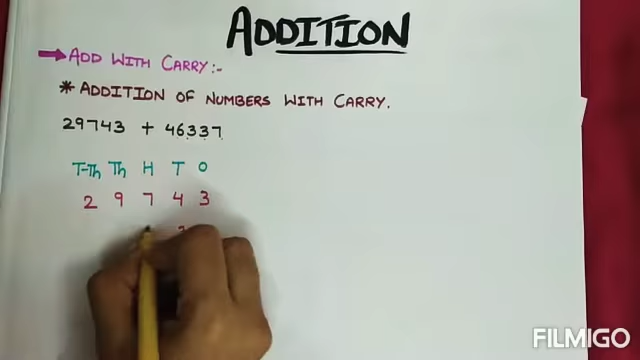 ADDITION
ADD WITH CARRY:-
* ADDITION OF NUMBERS WITH CARRY.
29743 + 46337
T-Th Th H T O
2 9 7 4 3
FILMIGO